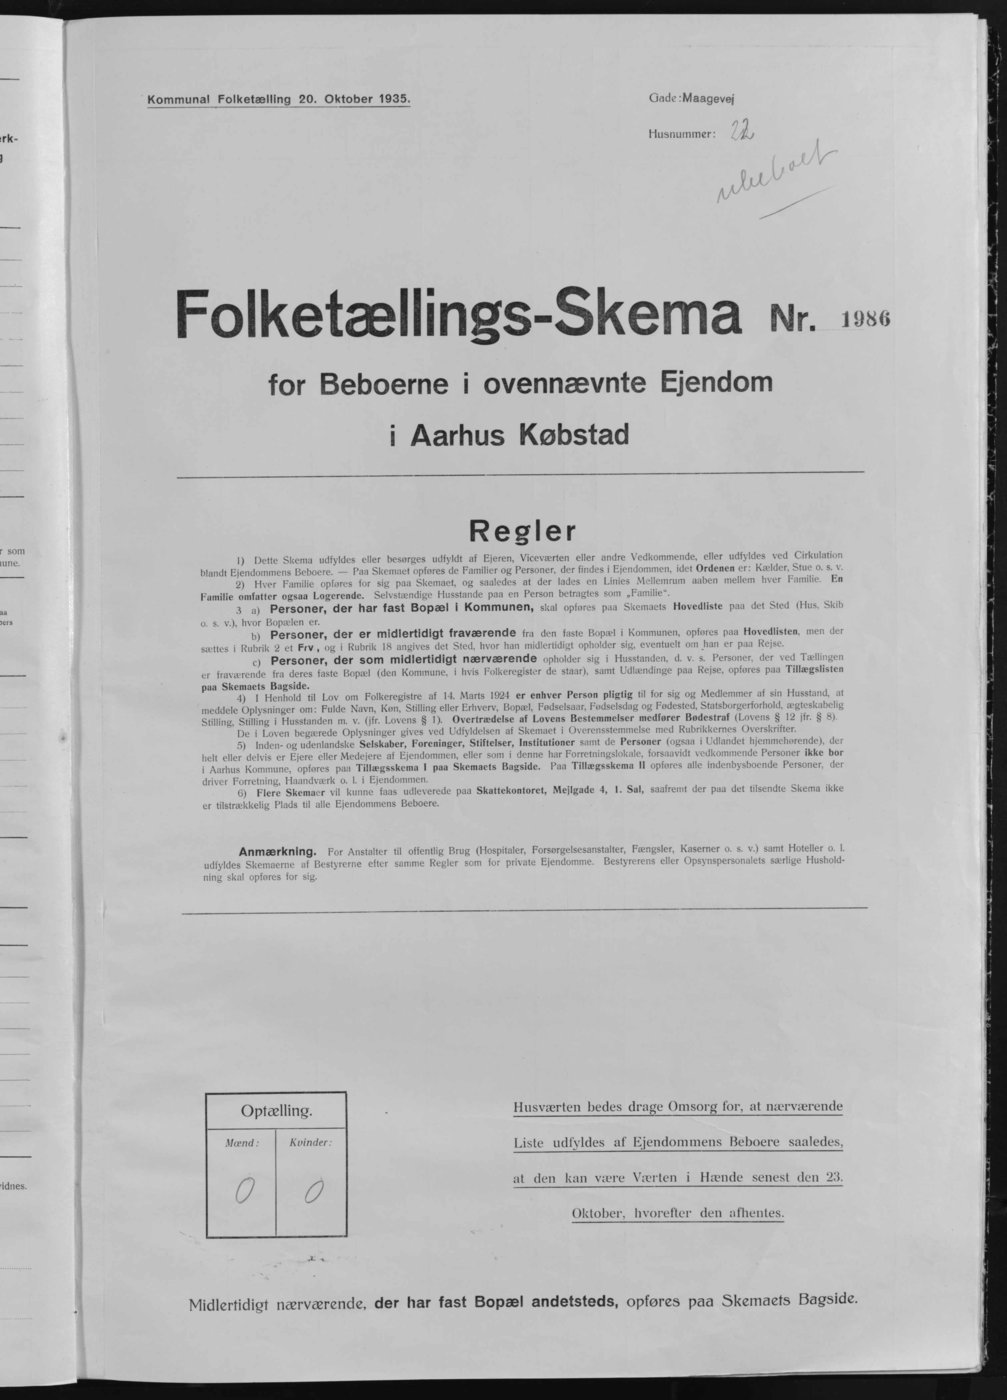 Kommunal Folketælling 20. Oktober 1935.
Gade: Maagevej
Husnummer: 22
ubeboet
Folketællings-Skema Nr. 1986
for Beboerne i ovennævnte Ejendom
i Aarhus Købstad
Regler
1) Dette Skema udfyldes eller besørges udfyldt af Ejeren, Viceværten eller andre Vedkommende, eller udfyldes ved Cirkulation
blandt Ejendommens Beboere. — Paa Skemaet opføres de Familier og Personer, der findes i Ejendommen, idet Ordenen er: Kælder, Stue o. s. v.
2) Hver Familie opføres for sig paa Skemaet, og saaledes at der lades en Linies Mellemrum aaben mellem hver Familie. En
Familie omfatter ogsaa Logerende. Selvstændige Husstande paa en Person betragtes som „Familie“.
3 a) Personer, der har fast Bopæl i Kommunen, skal opføres paa Skemaets Hovedliste paa det Sted (Hus, Skib
o. s. v.), hvor Bopælen er.
b) Personer, der er midlertidigt fraværende fra den faste Bopæl i Kommunen, opføres paa Hovedlisten, men der
sættes i Rubrik 2 et Frv., og i Rubrik 18 angives det Sted, hvor han midlertidigt opholder sig, eventuelt om han er paa Rejse.
c) Personer, der som midlertidigt nærværende opholder sig i Husstanden, d. v. s. Personer, der ved Tællingen
er fraværende fra deres faste Bopæl (den Kommune, i hvis Folkeregister de staar), samt Udlændinge paa Rejse, opføres paa Tillægslisten
paa Skemaets Bagside.
4) I Henhold til Lov om Folkeregistre af 14. Marts 1924 er enhver Person pligtig til for sig og Medlemmer af sin Husstand, at
meddele Oplysninger om: Fulde Navn, Køn, Stilling eller Erhverv, Bopæl, Fødselsaar, Fødselsdag og Fødested, Statsborgerforhold, ægteskabelig
Stilling, Stilling i Husstanden m. v. (jfr. Lovens § 1). Overtrædelse af Lovens Bestemmelser medfører Bødestraf (Lovens § 12 jfr. § 8).
De i Loven begærede Oplysninger gives ved Udfyldelsen af Skemaet i Overensstemmelse med Rubrikkernes Overskrifter.
5) Inden- og udenlandske Selskaber, Foreninger, Stiftelser, Institutioner samt de Personer (ogsaa i Udlandet hjemmehørende), der
helt eller delvis er Ejere eller Medejere af Ejendommen, eller som i denne har Forretningslokale, forsaavidt vedkommende Personer ikke bor
i Aarhus Kommune, opføres paa Tillægsskema I paa Skemaets Bagside. Paa Tillægsskema II opføres alle indenbysboende Personer, der
driver Forretning, Haandværk o. l. i Ejendommen.
6) Flere Skemaer vil kunne faas udleverede paa Skattekontoret, Mejlgade 4, 1. Sal, saafremt der paa det tilsendte Skema ikke
er tilstrækkelig Plads til alle Ejendommens Beboere.
Anmærkning. For Anstalter til offentlig Brug (Hospitaler, Forsørgelsesanstalter, Fængsler, Kaserner o. s. v.) samt Hoteller o. l.
udfyldes Skemaerne af Bestyrerne efter samme Regler som for private Ejendomme. Bestyrerens eller Opsynspersonalets særlige Hushold-
ning skal opføres for sig.
Optælling.
Mænd: Kvinder:
0 0
Husværten bedes drage Omsorg for, at nærværende
Liste udfyldes af Ejendommens Beboere saaledes,
at den kan være Værten i Hænde senest den 23.
Oktober, hvorefter den afhentes.
Midlertidigt nærværende, der har fast Bopæl andetsteds, opføres paa Skemaets Bagside.